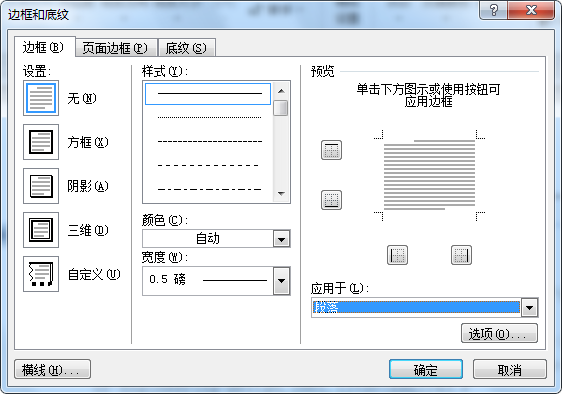 边框和底纹
边框(B)
页面边框(P)
底纹(S)
设置:
无(N)
方框(X)
阴影(A)
三维(D)
自定义(U)
样式(Y):
颜色(C):
自动
宽度(W):
0.5 磅
预览
单击下方图示或使用按钮可
应用边框
应用于(L):
段落
选项(O)...
横线(H)...
确定
取消